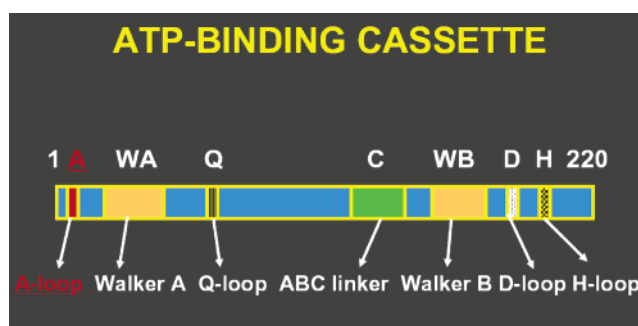 ATP-BINDING CASSETTE
1 A WA Q C WB D H 220
A-loop Walker A Q-loop ABC linker Walker B D-loop H-loop